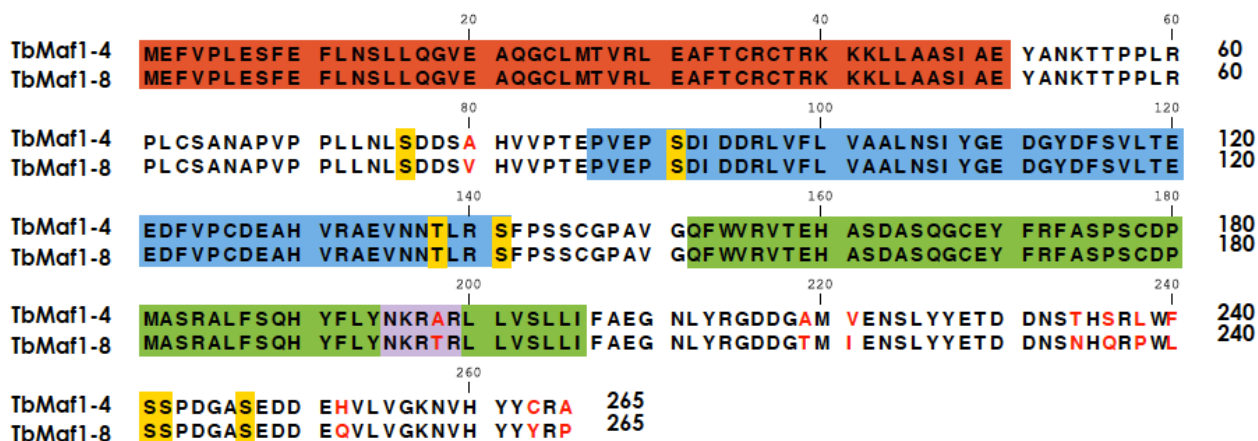 20 40 60
TbMaf1-4 MEFVPLESFE FLNSLLQGVE AQGCLMTVRL EAFTCRCTRK KKLLAASIAE YANKTTPPLR 60
TbMaf1-8 MEFVPLESFE FLNSLLQGVE AQGCLMTVRL EAFTCRCTRK KKLLAASIAE YANKTTPPLR 60
80 100 120
TbMaf1-4 PLCSANAPVP PLLNLSDDSA HVVPTEPVEP SDIDDRLVFL VAALNSIYGE DGYDFSVLTE 120
TbMaf1-8 PLCSANAPVP PLLNLSDDSV HVVPTEPVEP SDIDDRLVFL VAALNSIYGE DGYDFSVLTE 120
140 160 180
TbMaf1-4 EDFVPCDEAH VRAEVNNTLR SFPSSCGPAV GQFWVRVTEH ASDASQGCEY FRFASPSCDP 180
TbMaf1-8 EDFVPCDEAH VRAEVNNTLR SFPSSCGPAV GQFWVRVTEH ASDASQGCEY FRFASPSCDP 180
200 220 240
TbMaf1-4 MASRALFSQH YFLYNKRARL LVSLLIFAEG NLYRGDDGAM VENSLYYETD DNSTHSRLWF 240
TbMaf1-8 MASRALFSQH YFLYNKRTRL LVSLLIFAEG NLYRGDDGTM IENSLYYETD DNSNHQRPWL 240
260
TbMaf1-4 SSPDGASEDD EHVLVGKNVH YYCRA 265
TbMaf1-8 SSPDGASEDD EQVLVGKNVH YYYRP 265